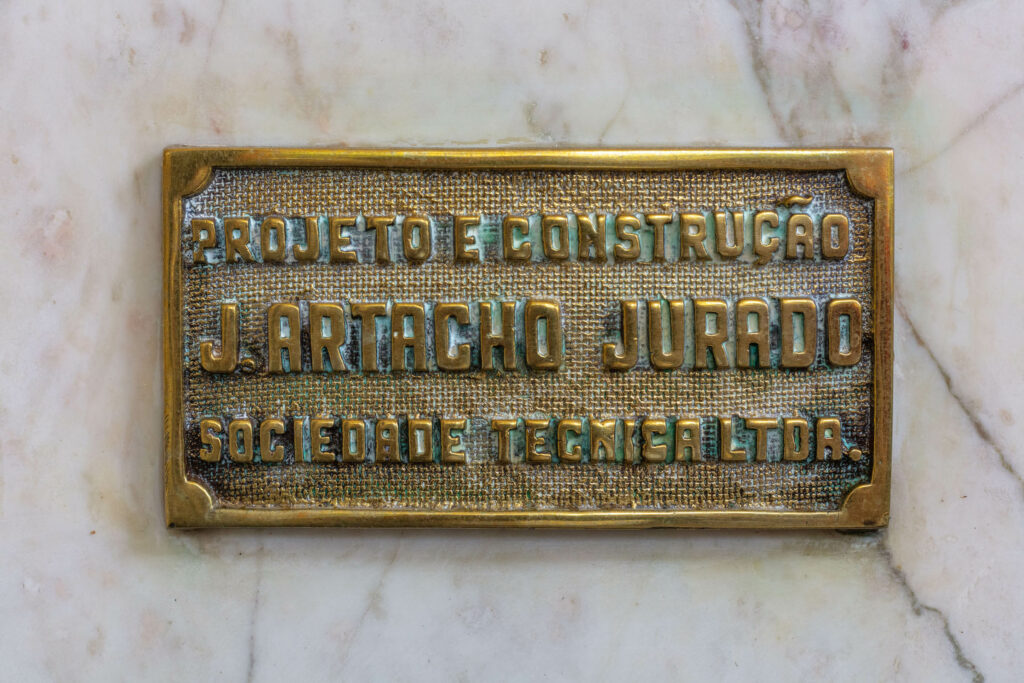 PROJETO E CONSTRUÇÃO
J. ARTACHO JURADO
SOCIEDADE TECNICA LTDA.